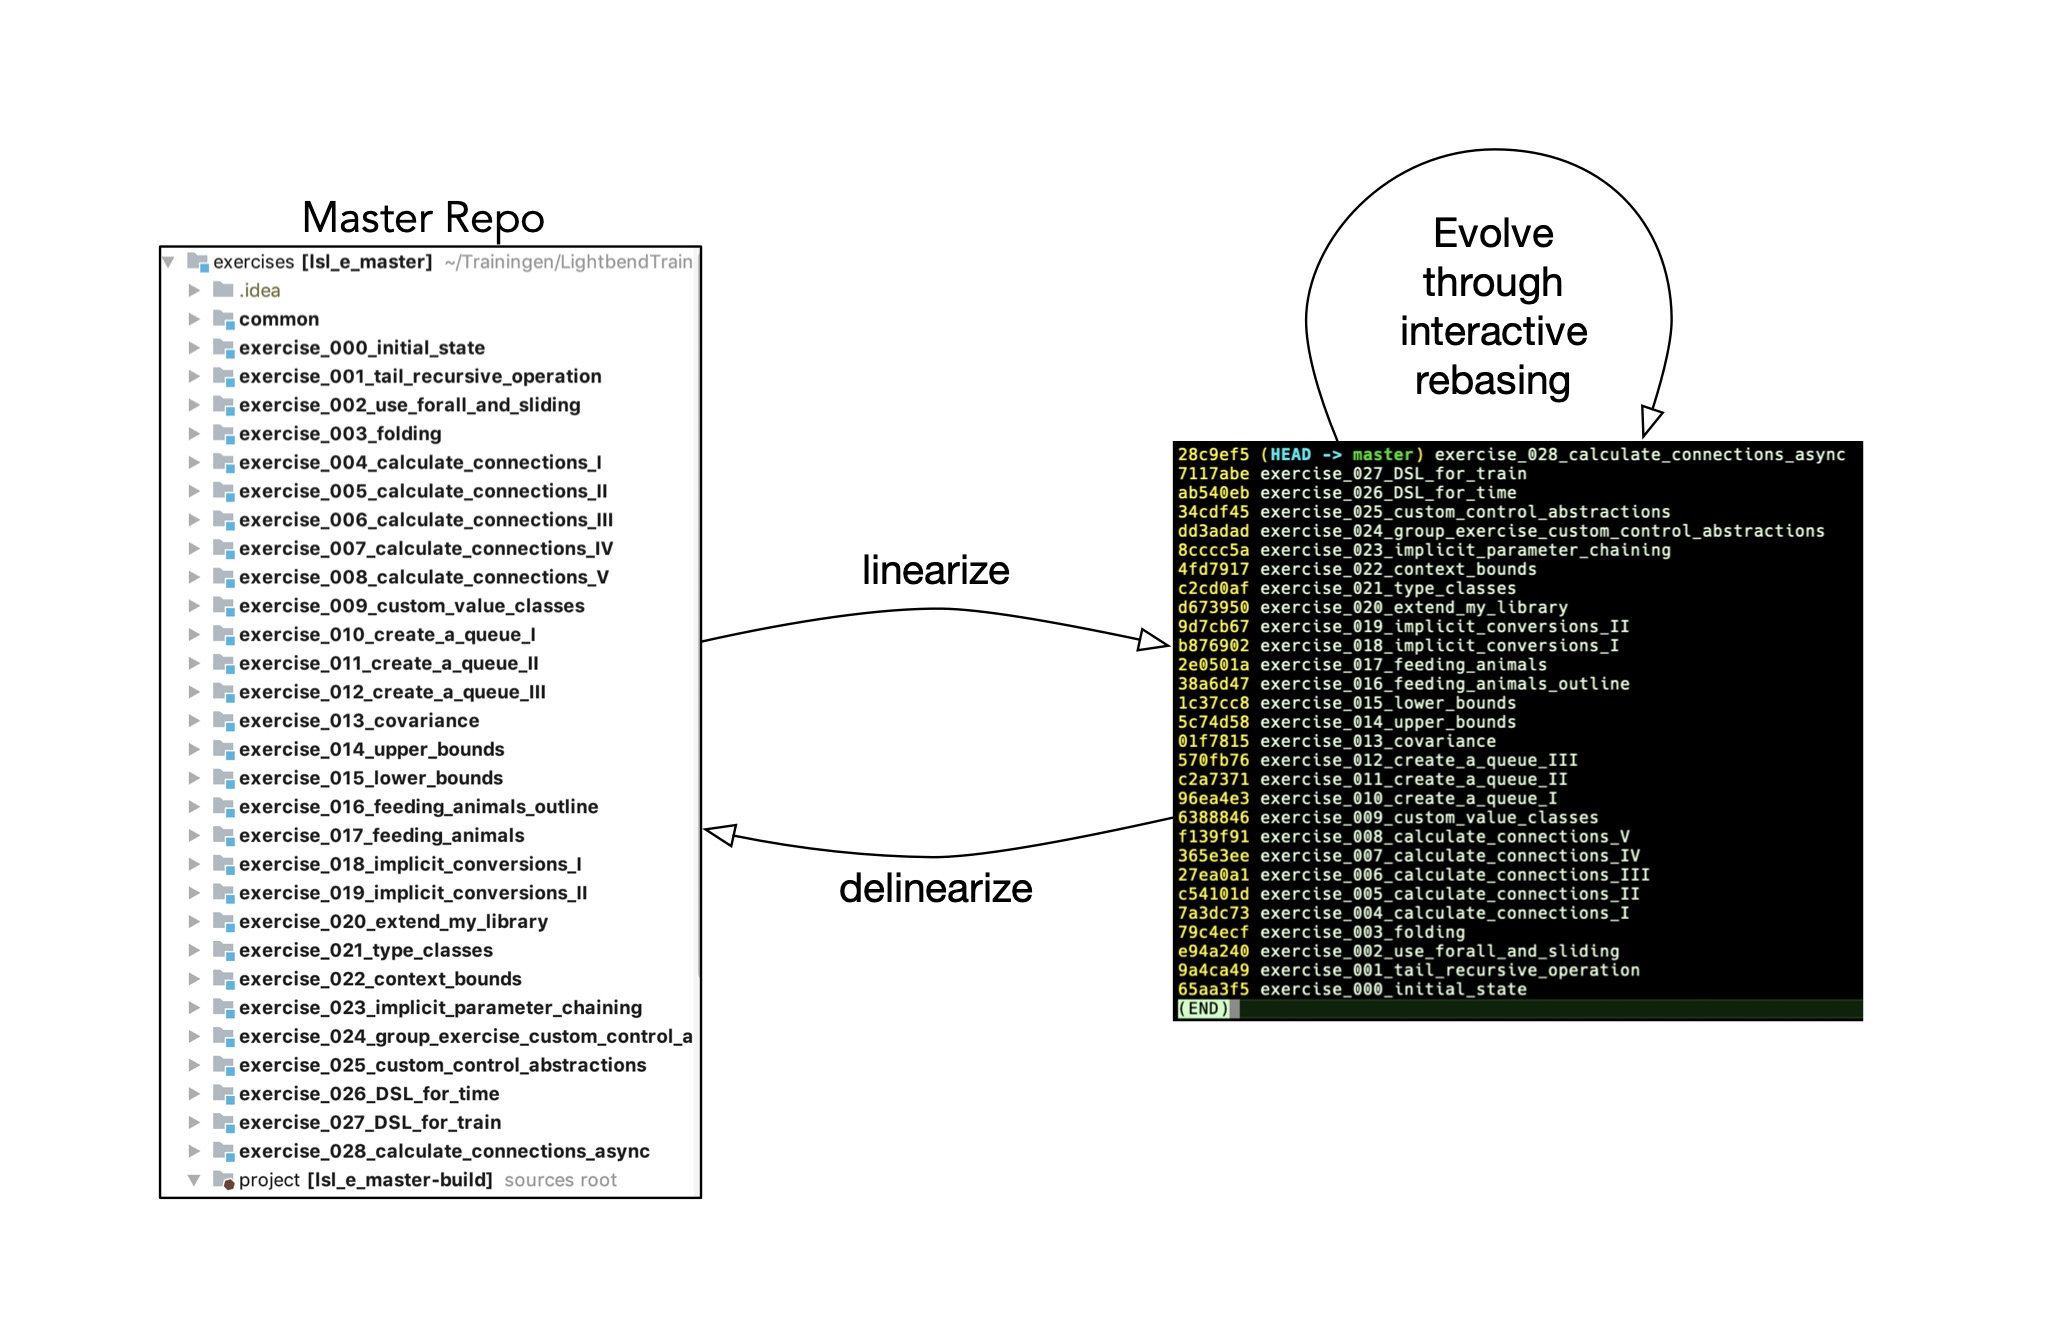 Master Repo
exercises [lsl_e_master] ~/Trainingen/LightbendTrain
.idea
common
exercise_000_initial_state
exercise_001_tail_recursive_operation
exercise_002_use_forall_and_sliding
exercise_003_folding
exercise_004_calculate_connections_I
exercise_005_calculate_connections_II
exercise_006_calculate_connections_III
exercise_007_calculate_connections_IV
exercise_008_calculate_connections_V
exercise_009_custom_value_classes
exercise_010_create_a_queue_I
exercise_011_create_a_queue_II
exercise_012_create_a_queue_III
exercise_013_covariance
exercise_014_upper_bounds
exercise_015_lower_bounds
exercise_016_feeding_animals_outline
exercise_017_feeding_animals
exercise_018_implicit_conversions_I
exercise_019_implicit_conversions_II
exercise_020_extend_my_library
exercise_021_type_classes
exercise_022_context_bounds
exercise_023_implicit_parameter_chaining
exercise_024_group_exercise_custom_control_a
exercise_025_custom_control_abstractions
exercise_026_DSL_for_time
exercise_027_DSL_for_train
exercise_028_calculate_connections_async
project [lsl_e_master-build] sources root
linearize
delinearize
Evolve
through
interactive
rebasing
28c9ef5 (HEAD -> master) exercise_028_calculate_connections_async
7117abe exercise_027_DSL_for_train
ab540eb exercise_026_DSL_for_time
34cdf45 exercise_025_custom_control_abstractions
dd3adad exercise_024_group_exercise_custom_control_abstractions
8cccc5a exercise_023_implicit_parameter_chaining
4fd7917 exercise_022_context_bounds
c2cd0af exercise_021_type_classes
d673950 exercise_020_extend_my_library
9d7cb67 exercise_019_implicit_conversions_II
b876902 exercise_018_implicit_conversions_I
2e0501a exercise_017_feeding_animals
38a6d47 exercise_016_feeding_animals_outline
1c37cc8 exercise_015_lower_bounds
5c74d58 exercise_014_upper_bounds
01f7815 exercise_013_covariance
570fb76 exercise_012_create_a_queue_III
c2a7371 exercise_011_create_a_queue_II
96ea4e3 exercise_010_create_a_queue_I
6388846 exercise_009_custom_value_classes
f139f91 exercise_008_calculate_connections_V
365e3ee exercise_007_calculate_connections_IV
27ea0a1 exercise_006_calculate_connections_III
c54101d exercise_005_calculate_connections_II
7a3dc73 exercise_004_calculate_connections_I
79c4ecf exercise_003_folding
e94a240 exercise_002_use_forall_and_sliding
9a4ca49 exercise_001_tail_recursive_operation
65aa3f5 exercise_000_initial_state
(END)